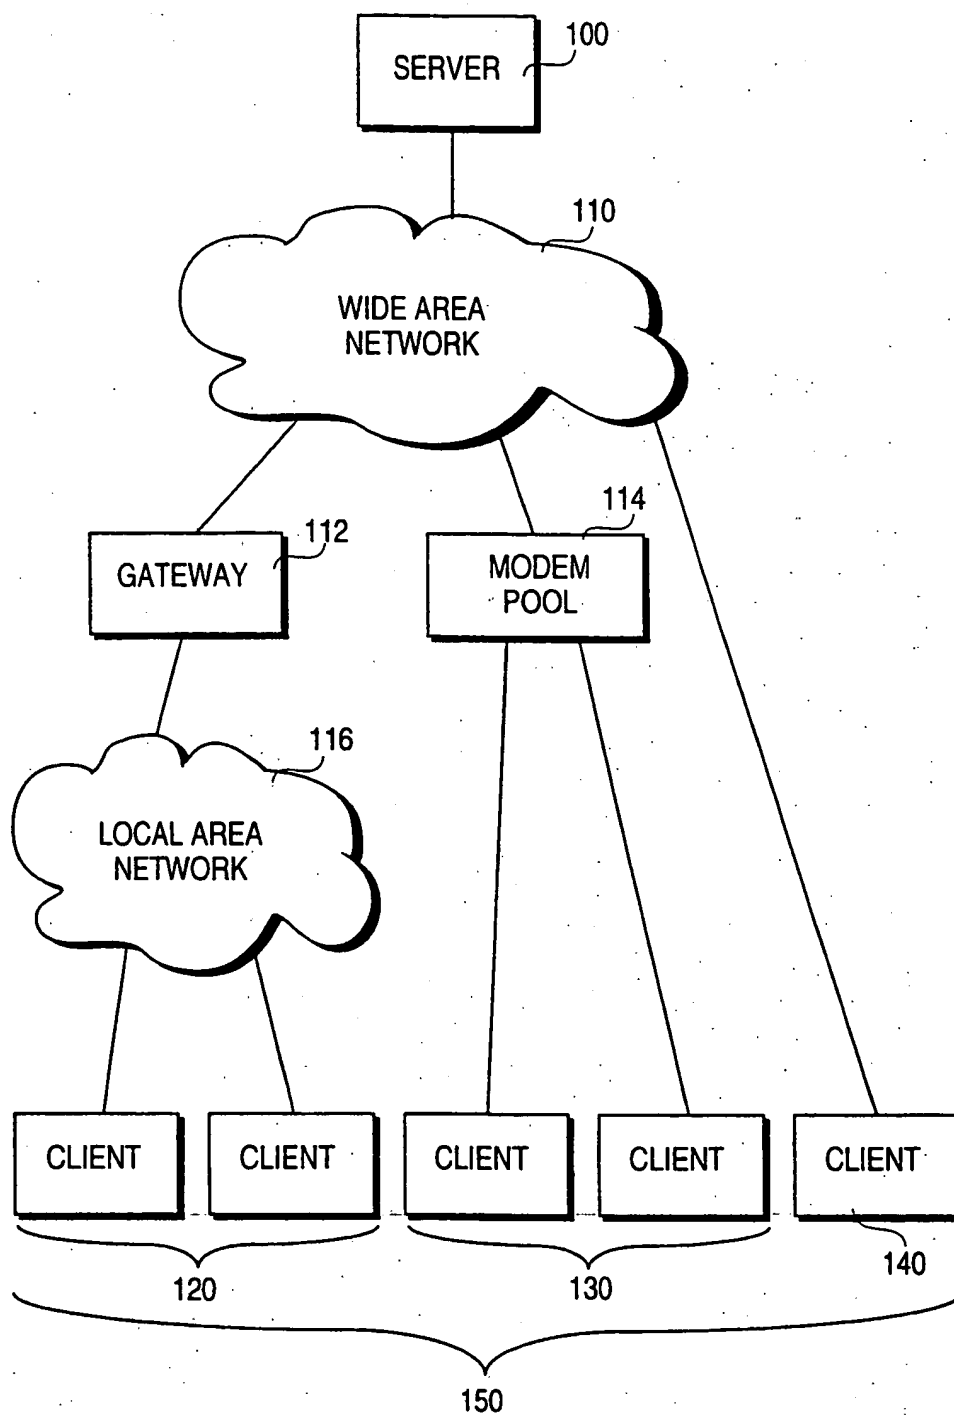 100
SERVER
110
WIDE AREA
NETWORK
112
GATEWAY
114
MODEM
POOL
116
LOCAL AREA
NETWORK
CLIENT
CLIENT
CLIENT
CLIENT
CLIENT
120
130
140
150